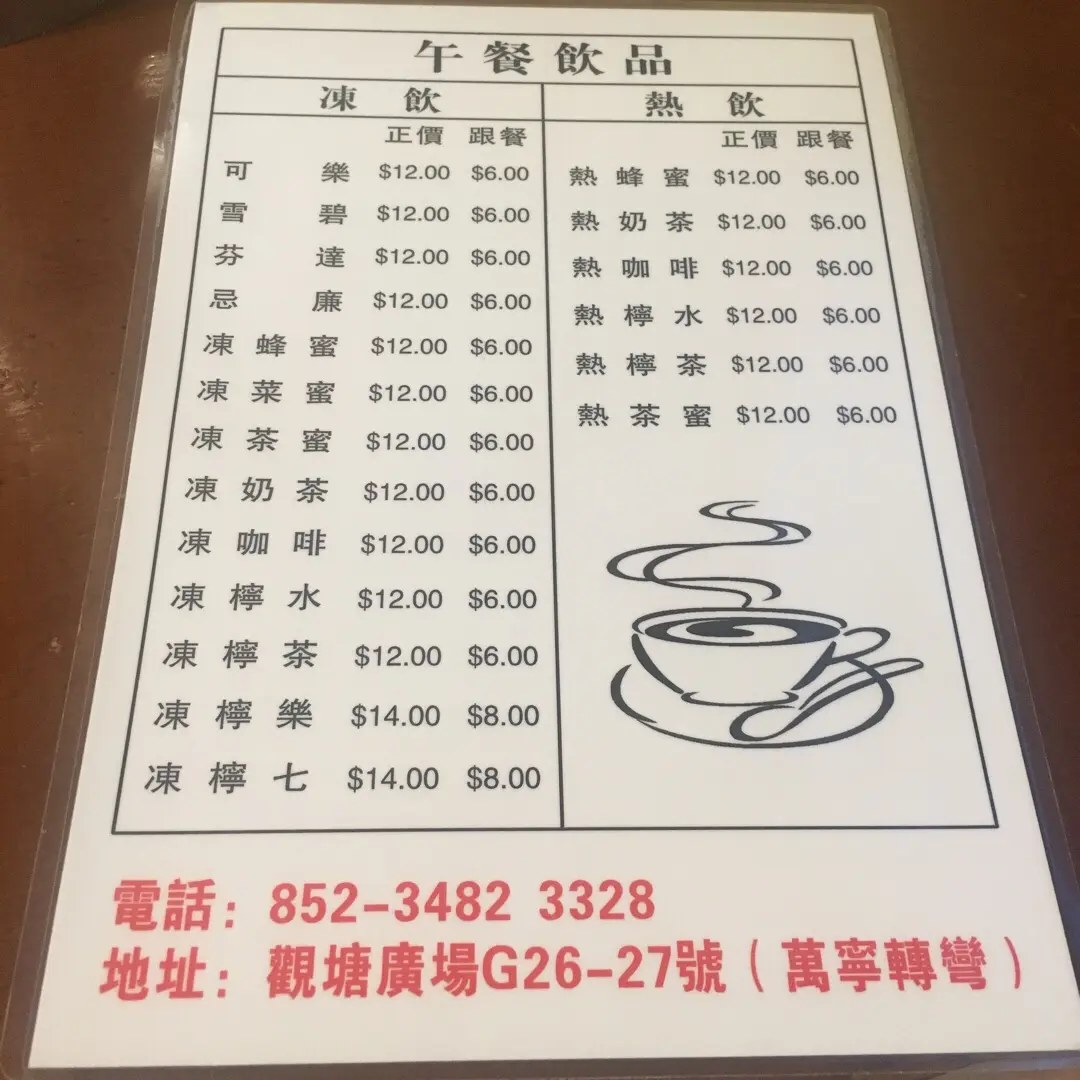 午餐飲品
凍飲
正價 跟餐
可樂 $12.00 $6.00
雪碧 $12.00 $6.00
芬達 $12.00 $6.00
忌廉 $12.00 $6.00
凍蜂蜜 $12.00 $6.00
凍菜蜜 $12.00 $6.00
凍茶蜜 $12.00 $6.00
凍奶茶 $12.00 $6.00
凍咖啡 $12.00 $6.00
凍檸水 $12.00 $6.00
凍檸茶 $12.00 $6.00
凍檸樂 $14.00 $8.00
凍檸七 $14.00 $8.00
熱飲
正價 跟餐
熱蜂蜜 $12.00 $6.00
熱奶茶 $12.00 $6.00
熱咖啡 $12.00 $6.00
熱檸水 $12.00 $6.00
熱檸茶 $12.00 $6.00
熱茶蜜 $12.00 $6.00
電話：852-3482 3328
地址：觀塘廣場G26-27號（萬寧轉彎）